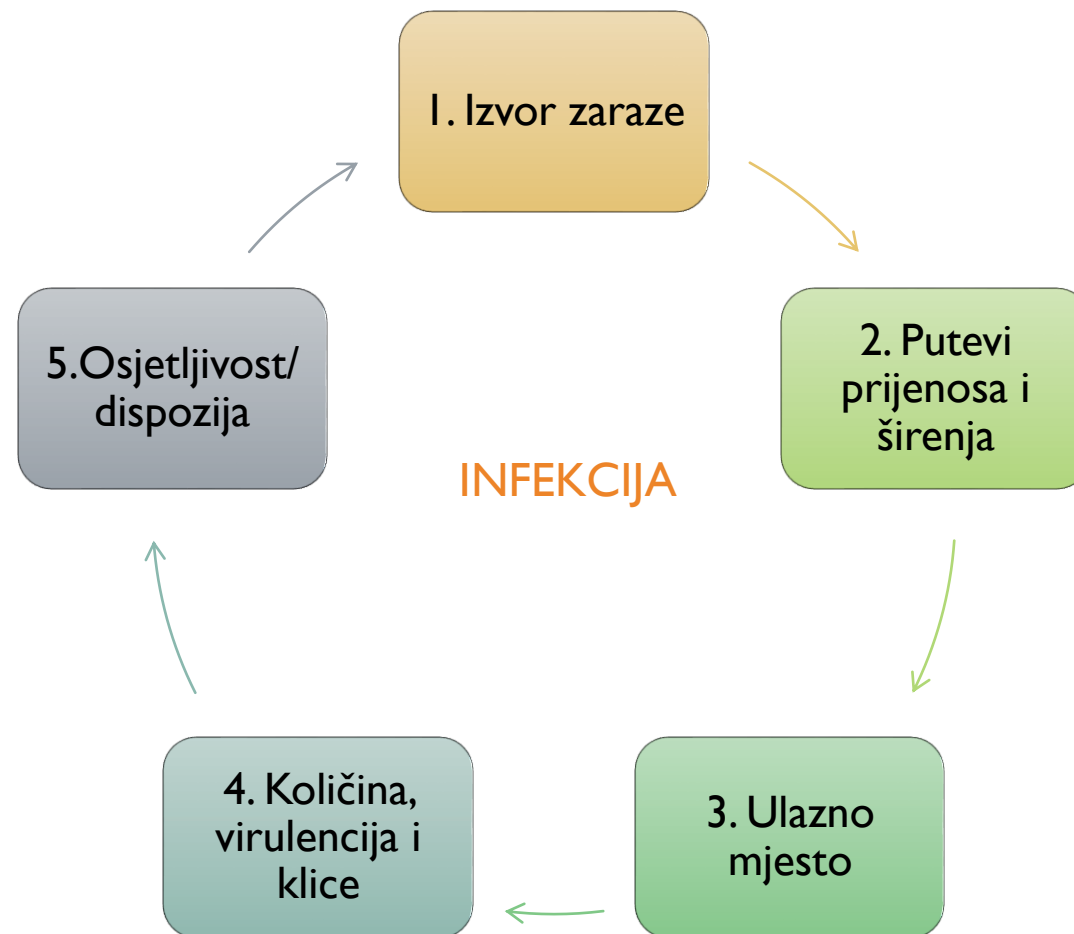 1. Izvor zaraze
2. Putevi
prijenosa i
širenja
3. Ulazno
mjesto
4. Količina,
virulencija i
klice
5.Osjetljivost/
dispozija
INFEKCIJA